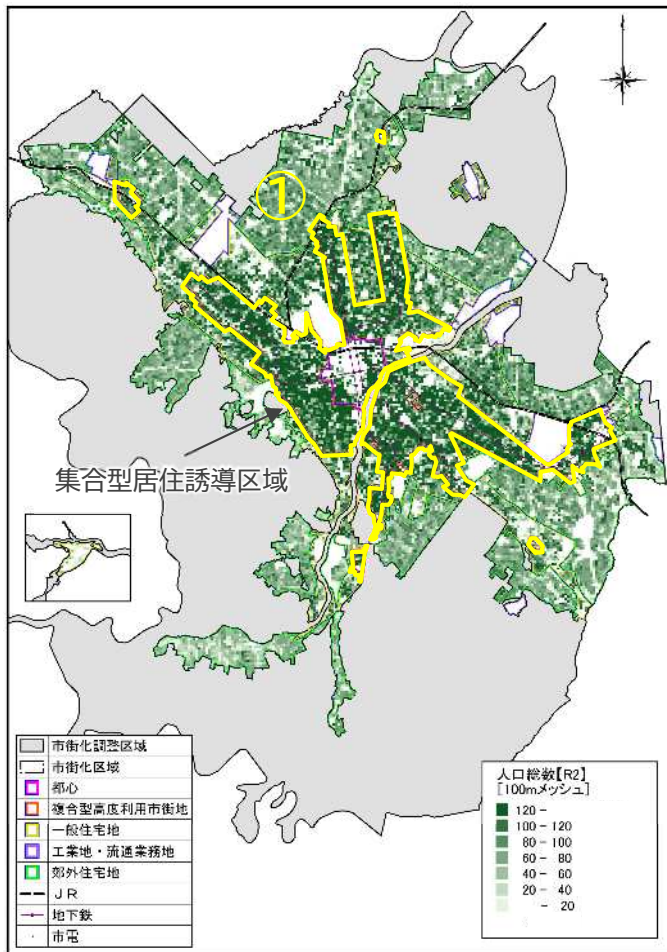 ①
集合型居住誘導区域
市街化調整区域
市街化区域
都心
複合型高度利用市街地
一般住宅地
工業地・流通業務地
郊外住宅地
ＪＲ
地下鉄
市電
人口総数【R2】
[100mメッシュ]
120 -
100 - 120
80 - 100
60 - 80
40 - 60
20 - 40
- 20